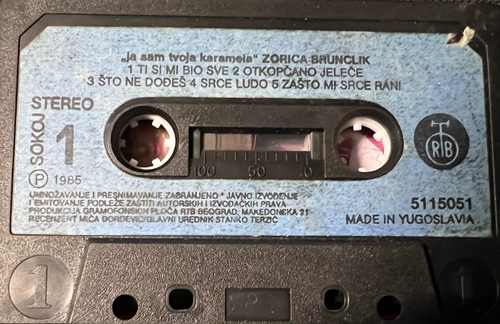 „ja sam tvoja karamela“ ZORICA BRUNCLIK
1 TI SI MI BIO SVE 2 OTKOPČANO JELEČE
3 ŠTO NE DOĐEŠ 4 SRCE LUDO 5 ZAŠTO MI SRCE RANI
STEREO
SOKOJ
1
RTB
100 50 0
P 1985
UMNOŽAVANJE I PRESNIMAVANJE ZABRANJENO * JAVNO IZVOĐENJE
I EMITOVANJE PODLEŽE ZAŠTITI AUTORSKIH I IZVOĐAČKIH PRAVA
PRODUKCIJA GRAMOFONSKIH PLOČA RTB BEOGRAD, MAKEDONSKA 21
RECENZENT MIĆA ĐORĐEVIĆ/GLAVNI UREDNIK STANKO TERZIĆ
5115051
MADE IN YUGOSLAVIA
1